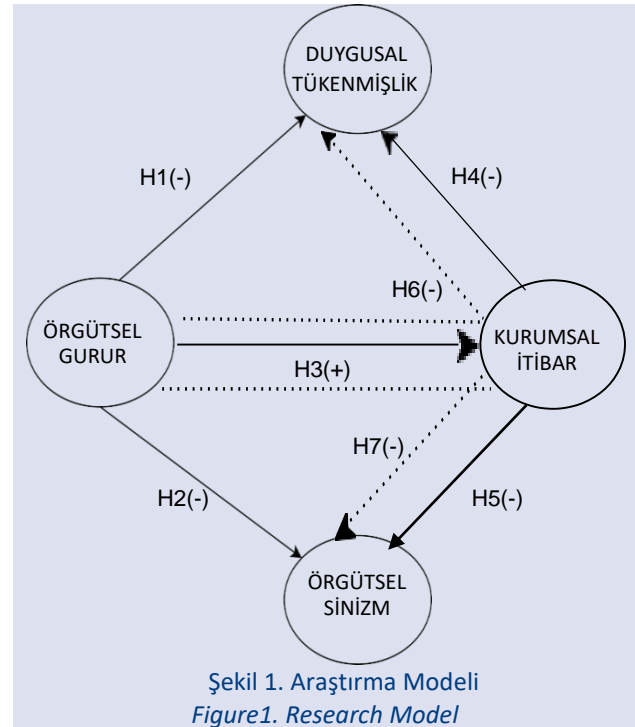 DUYGUSAL
TÜKENMİŞLİK
H1(-)
H4(-)
H6(-)
ÖRGÜTSEL
GURUR
KURUMSAL
İTİBAR
H3(+)
H7(-)
H2(-)
H5(-)
ÖRGÜTSEL
SİNİZM
Şekil 1. Araştırma Modeli
Figure1. Research Model